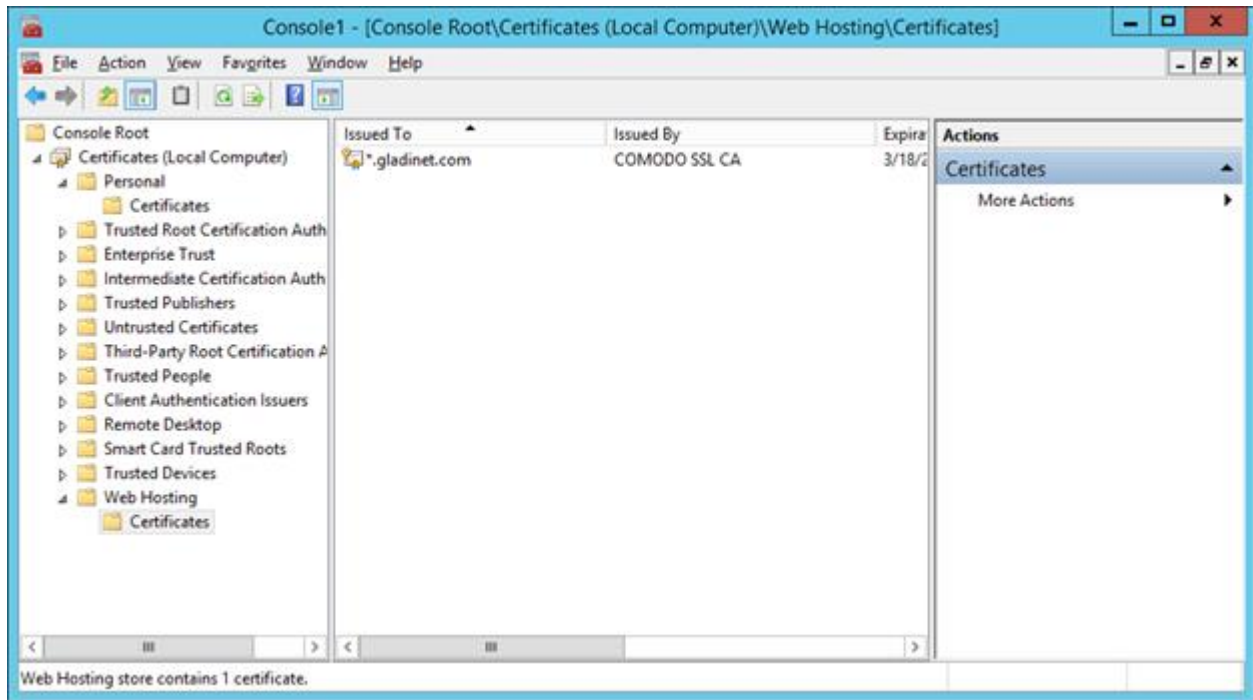 Console1 - [Console Root\Certificates (Local Computer)\Web Hosting\Certificates]
File Action View Favorites Window Help
Console Root
Certificates (Local Computer)
Personal
Certificates
Trusted Root Certification Auth
Enterprise Trust
Intermediate Certification Auth
Trusted Publishers
Untrusted Certificates
Third-Party Root Certification A
Trusted People
Client Authentication Issuers
Remote Desktop
Smart Card Trusted Roots
Trusted Devices
Web Hosting
Certificates
Issued To Issued By Expira
*.gladinet.com COMODO SSL CA 3/18/2
Actions
Certificates
More Actions
Web Hosting store contains 1 certificate.